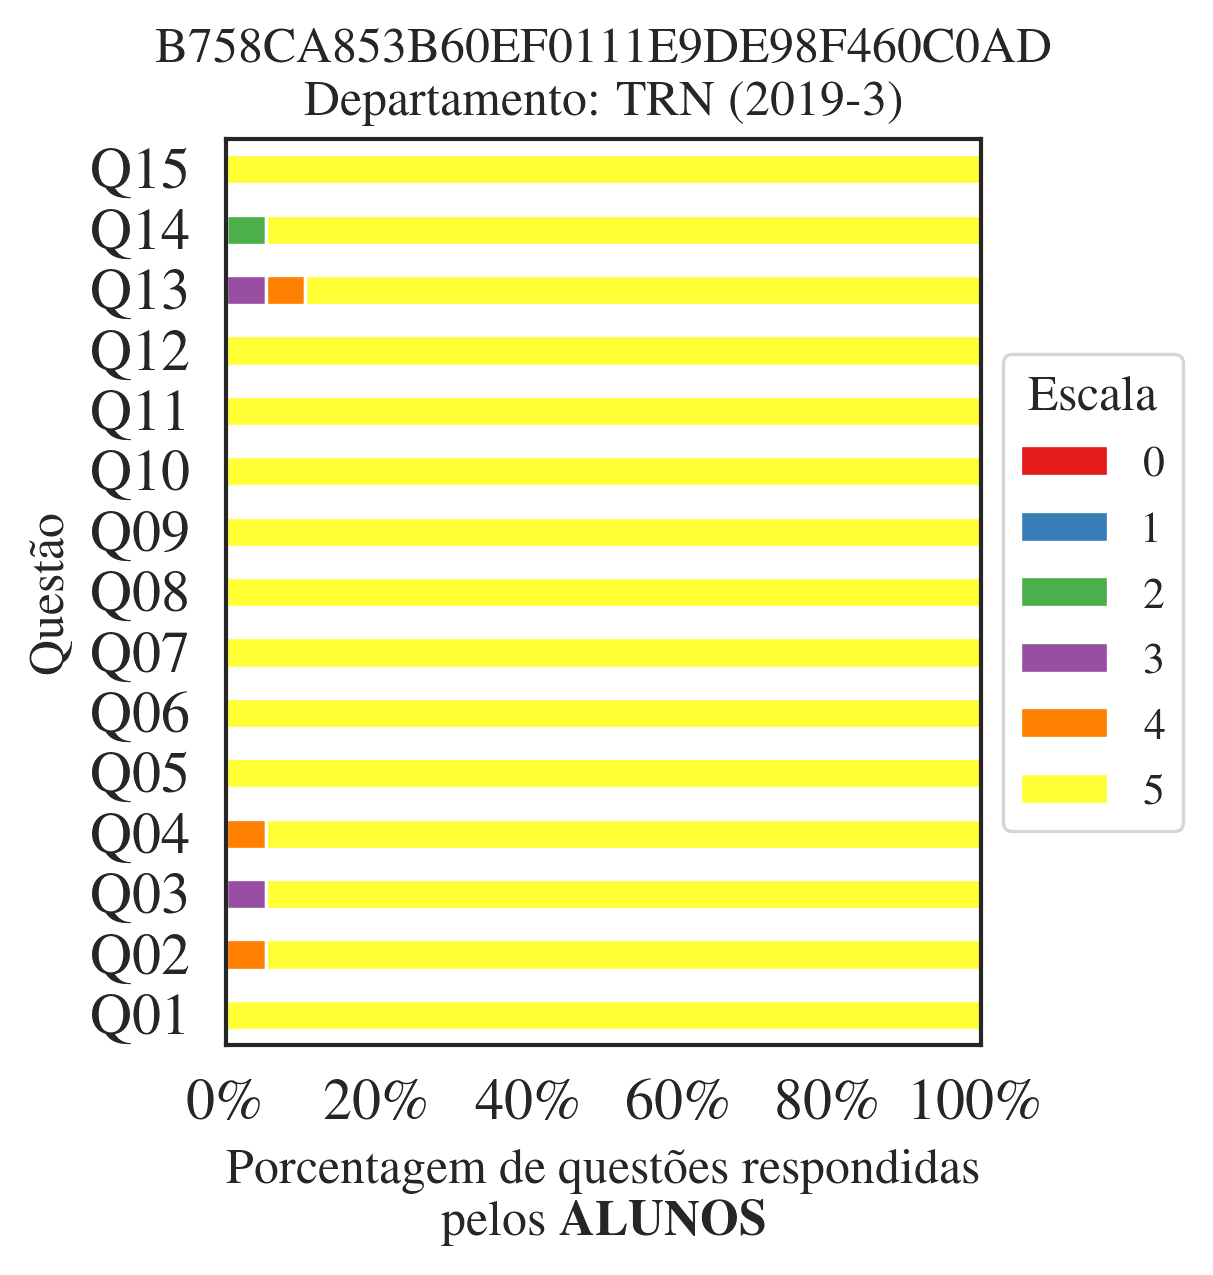 B758CA853B60EF0111E9DE98F460C0AD
Departamento: TRN (2019-3)
Q15
Q14
Q13
Q12
Q11
Q10
Q09
Q08
Q07
Q06
Q05
Q04
Q03
Q02
Q01
Questão
0% 20% 40% 60% 80% 100%
Porcentagem de questões respondidas
pelos ALUNOS
Escala
0
1
2
3
4
5